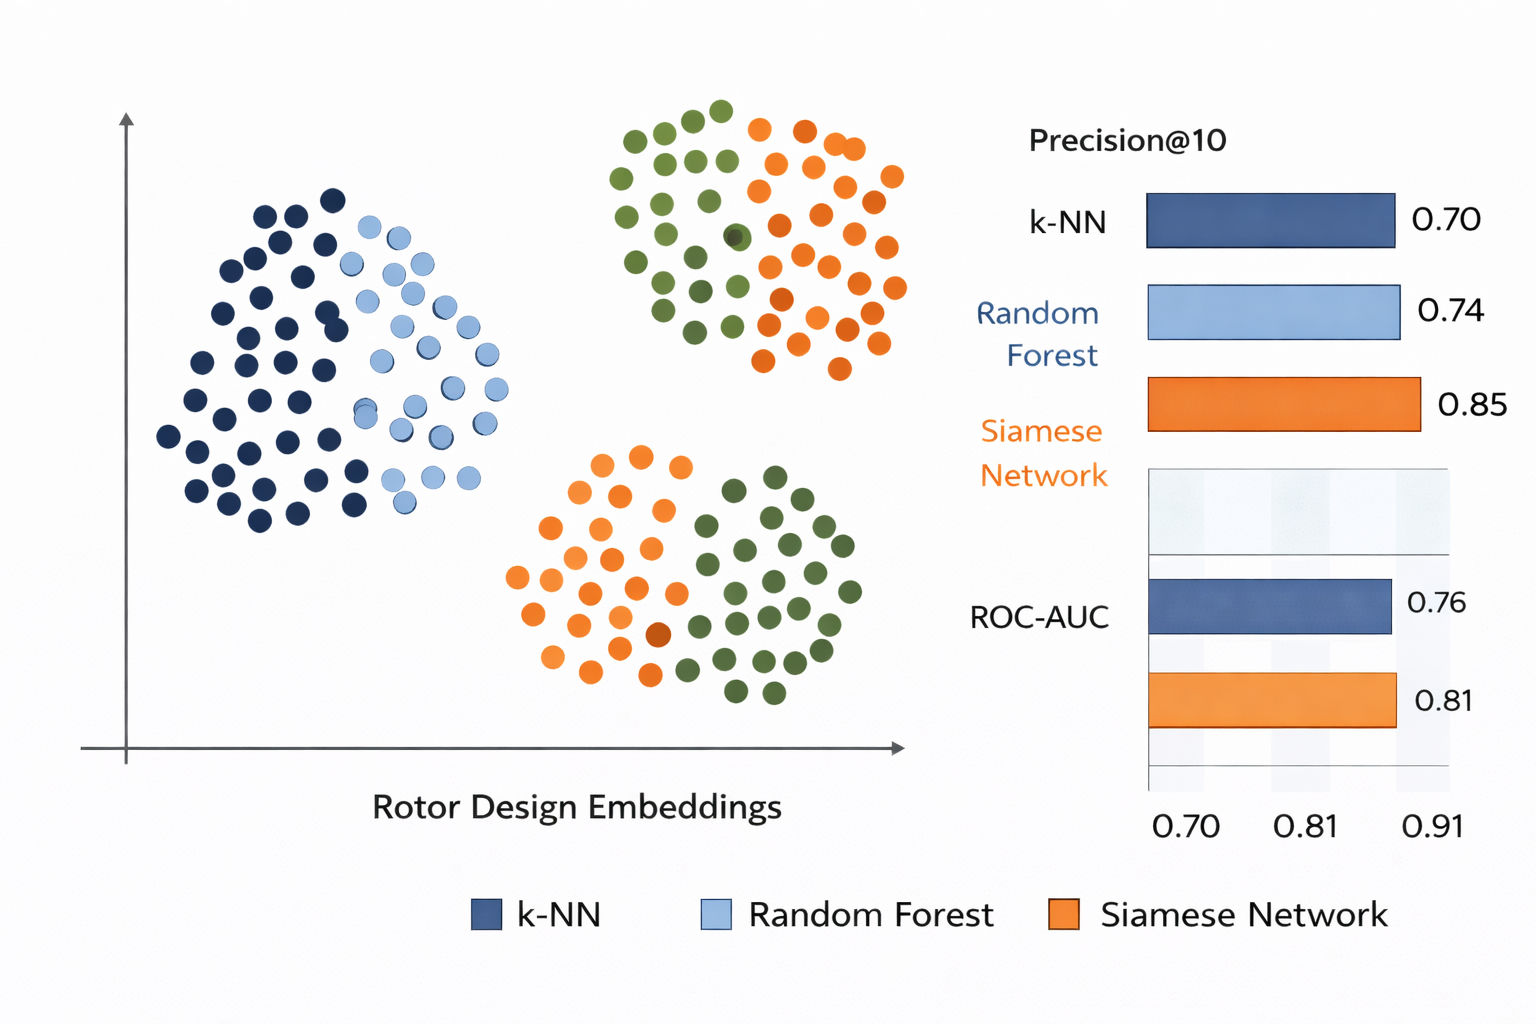 Precision@10
k-NN
0.70
Random
Forest
0.74
Siamese
Network
0.85
ROC-AUC
0.76
0.81
0.70 0.81 0.91
Rotor Design Embeddings
k-NN Random Forest Siamese Network